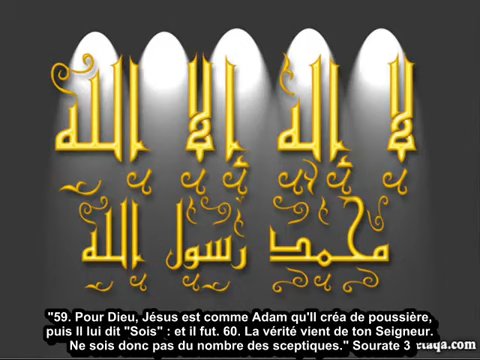 لا إله إلا الله
محمد رسول الله
"59. Pour Dieu, Jésus est comme Adam qu'Il créa de poussière,
puis Il lui dit "Sois" : et il fut. 60. La vérité vient de ton Seigneur.
Ne sois donc pas du nombre des sceptiques." Sourate 3